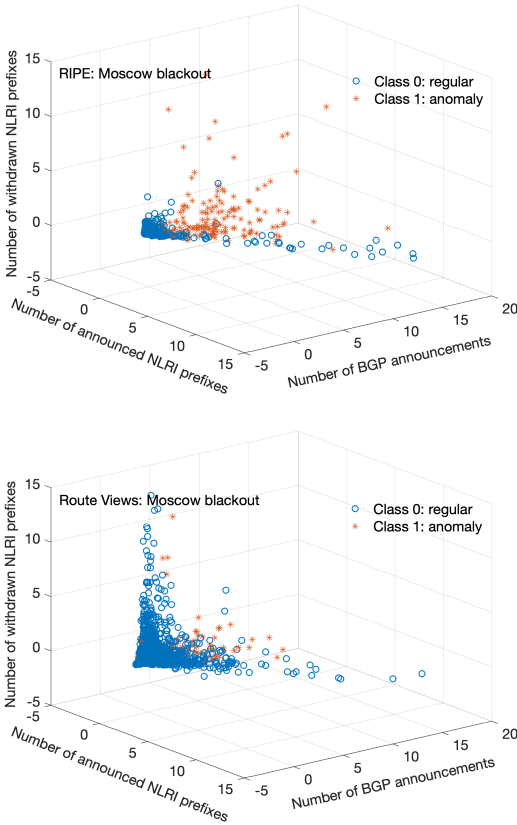 15
RIPE: Moscow blackout
Class 0: regular
Class 1: anomaly
10
5
0
-5
Number of withdrawn NLRI prefixes
-5
0
5
10
15
Number of announced NLRI prefixes
-5
0
5
10
15
20
Number of BGP announcements
15
Route Views: Moscow blackout
Class 0: regular
Class 1: anomaly
10
5
0
-5
Number of withdrawn NLRI prefixes
-5
0
5
10
15
Number of announced NLRI prefixes
-5
0
5
10
15
20
Number of BGP announcements